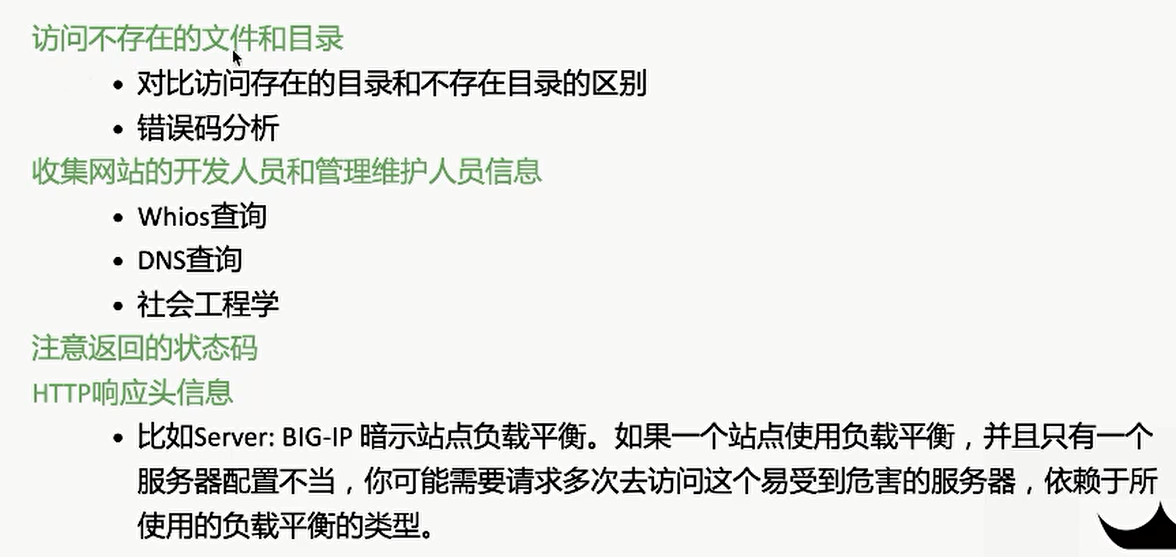 访问不存在的文件和目录
• 对比访问存在的目录和不存在目录的区别
• 错误码分析
收集网站的开发人员和管理维护人员信息
• Whios查询
• DNS查询
• 社会工程学
注意返回的状态码
HTTP响应头信息
• 比如Server: BIG-IP 暗示站点负载平衡。如果一个站点使用负载平衡，并且只有一个
服务器配置不当，你可能需要请求多次去访问这个易受到危害的服务器，依赖于所
使用的负载平衡的类型。